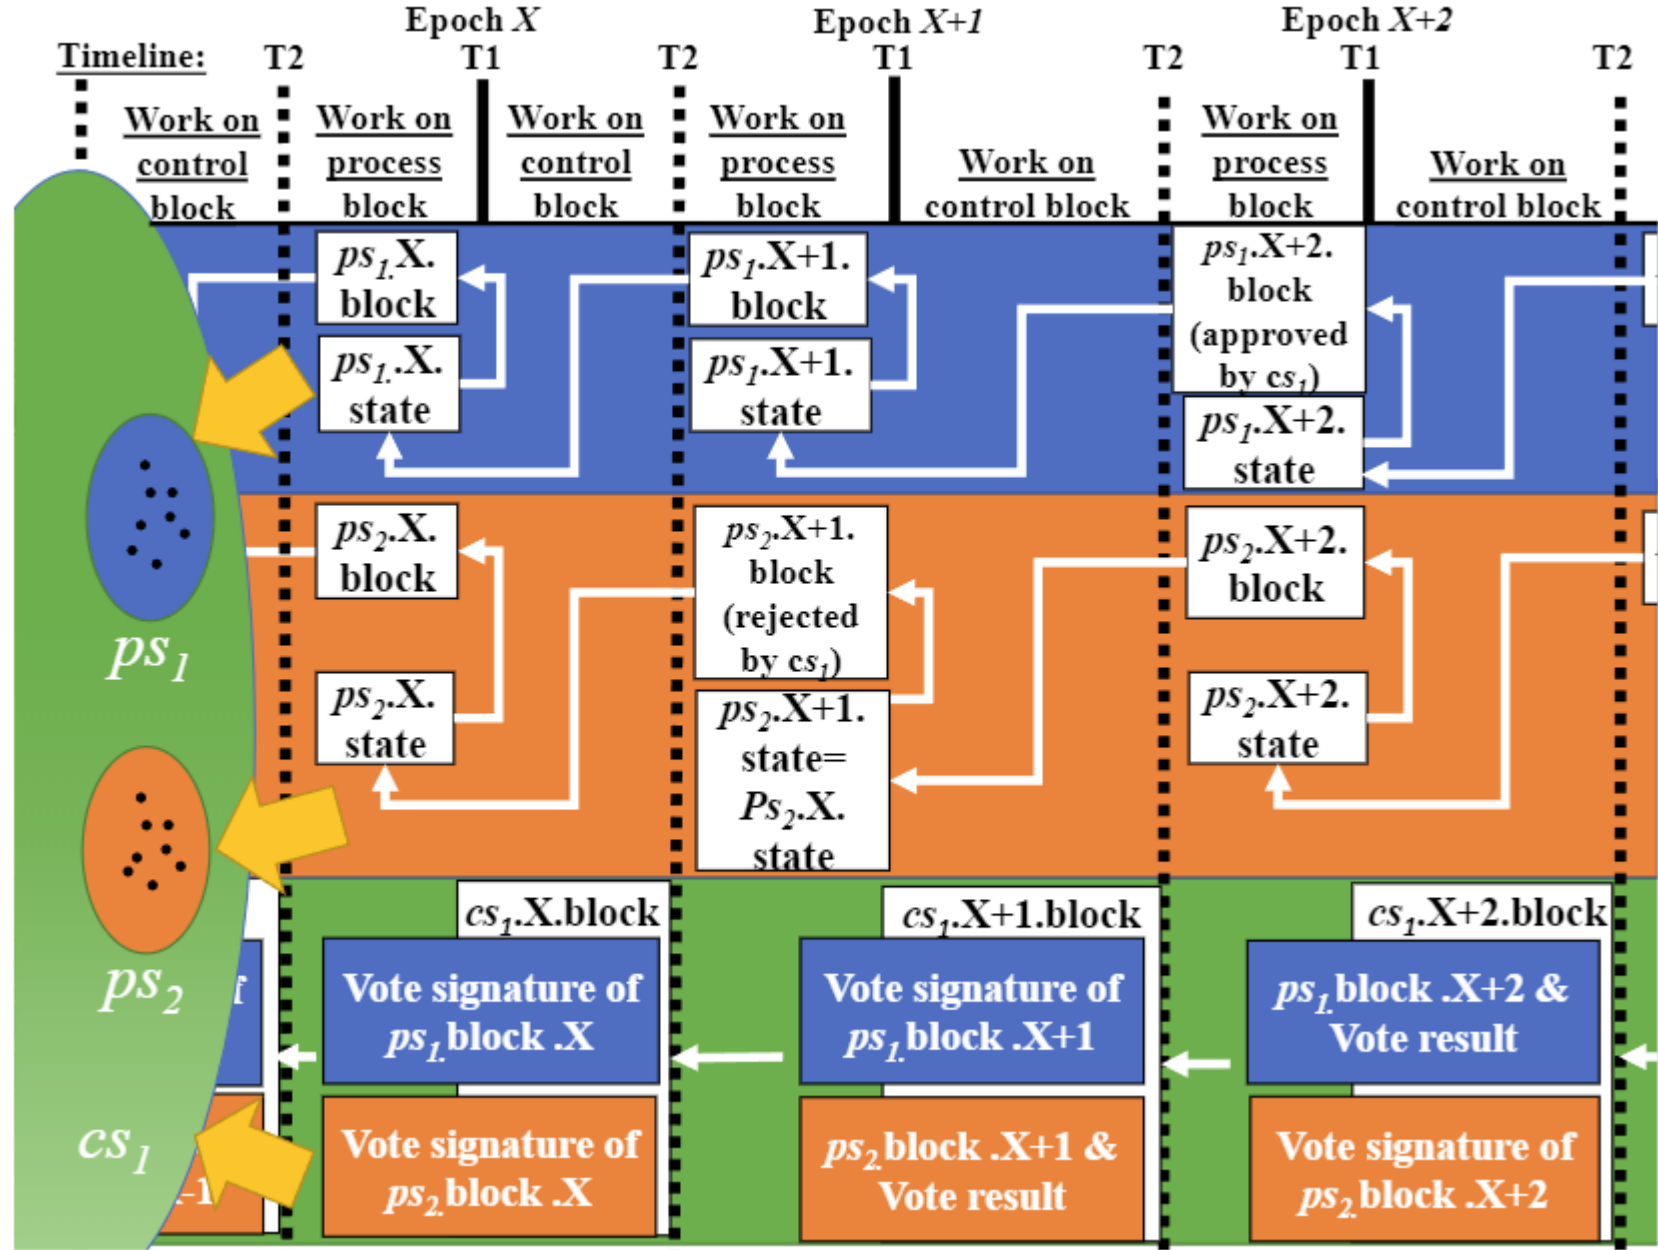 Epoch X
Epoch X+1
Epoch X+2
Timeline:
T2
T1
T2
T1
T2
T1
T2
Work on
control
block
Work on
process
block
Work on
control
block
Work on
process
block
Work on
control block
Work on
process
block
Work on
control block
ps1.X.
block
ps1.X.
state
ps1.X+1.
block
ps1.X+1.
state
ps1.X+2.
block
(approved
by cs1)
ps1.X+2.
state
ps1
ps2.X.
block
ps2.X.
state
ps2.X+1.
block
(rejected
by cs1)
ps2.X+1.
state=
Ps2.X.
state
ps2.X+2.
block
ps2.X+2.
state
ps2
cs1
f
-1
cs1.X.block
Vote signature of
ps1.block .X
Vote signature of
ps2.block .X
cs1.X+1.block
Vote signature of
ps1.block .X+1
ps2.block .X+1 &
Vote result
cs1.X+2.block
ps1.block .X+2 &
Vote result
Vote signature of
ps2.block .X+2